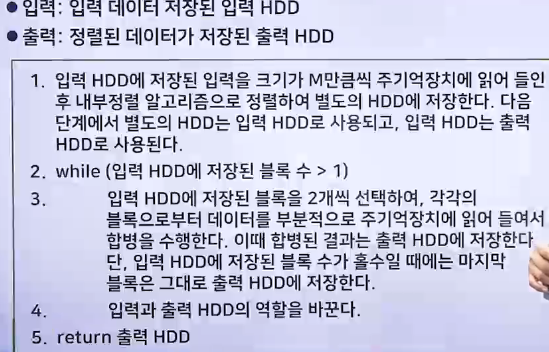 ● 입력: 입력 데이터 저장된 입력 HDD
● 출력: 정렬된 데이터가 저장된 출력 HDD
1. 입력 HDD에 저장된 입력을 크기가 M만큼씩 주기억장치에 읽어 들인
후 내부정렬 알고리즘으로 정렬하여 별도의 HDD에 저장한다. 다음
단계에서 별도의 HDD는 입력 HDD로 사용되고, 입력 HDD는 출력
HDD로 사용된다.
2. while (입력 HDD에 저장된 블록 수 > 1)
3. 입력 HDD에 저장된 블록을 2개씩 선택하여, 각각의
블록으로부터 데이터를 부분적으로 주기억장치에 읽어 들여서
합병을 수행한다. 이때 합병된 결과는 출력 HDD에 저장한다
단, 입력 HDD에 저장된 블록 수가 홀수일 때에는 마지막
블록은 그대로 출력 HDD에 저장한다.
4. 입력과 출력 HDD의 역할을 바꾼다.
5. return 출력 HDD